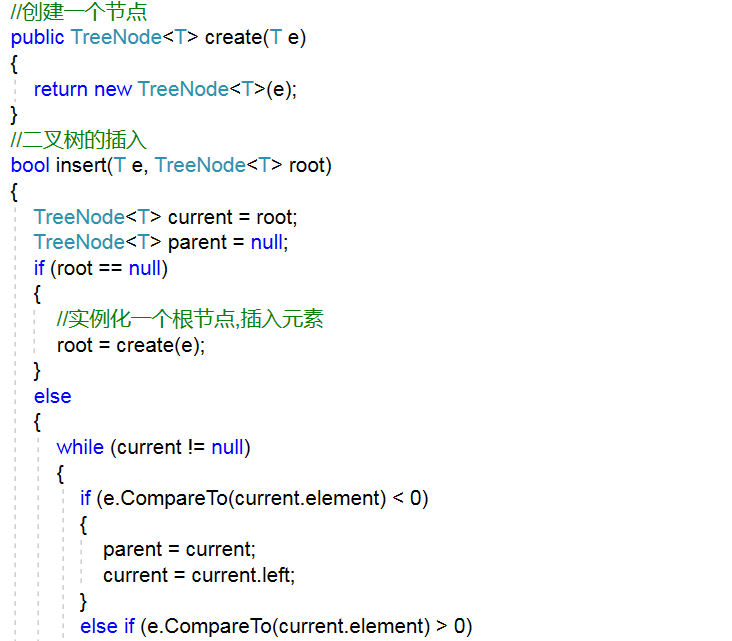 //创建一个节点
public TreeNode<T> create(T e)
{
return new TreeNode<T>(e);
}
//二叉树的插入
bool insert(T e, TreeNode<T> root)
{
TreeNode<T> current = root;
TreeNode<T> parent = null;
if (root == null)
{
//实例化一个根节点,插入元素
root = create(e);
}
else
{
while (current != null)
{
if (e.CompareTo(current.element) < 0)
{
parent = current;
current = current.left;
}
else if (e.CompareTo(current.element) > 0)